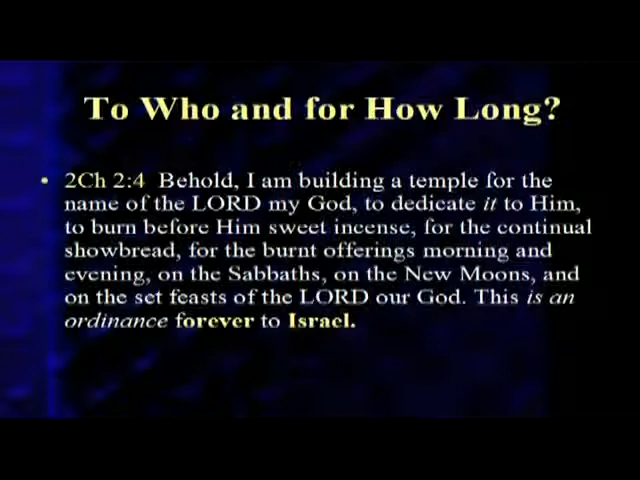 To Who and for How Long?
• 2Ch 2:4 Behold, I am building a temple for the
name of the LORD my God, to dedicate it to Him,
to burn before Him sweet incense, for the continual
showbread, for the burnt offerings morning and
evening, on the Sabbaths, on the New Moons, and
on the set feasts of the LORD our God. This is an
ordinance forever to Israel.